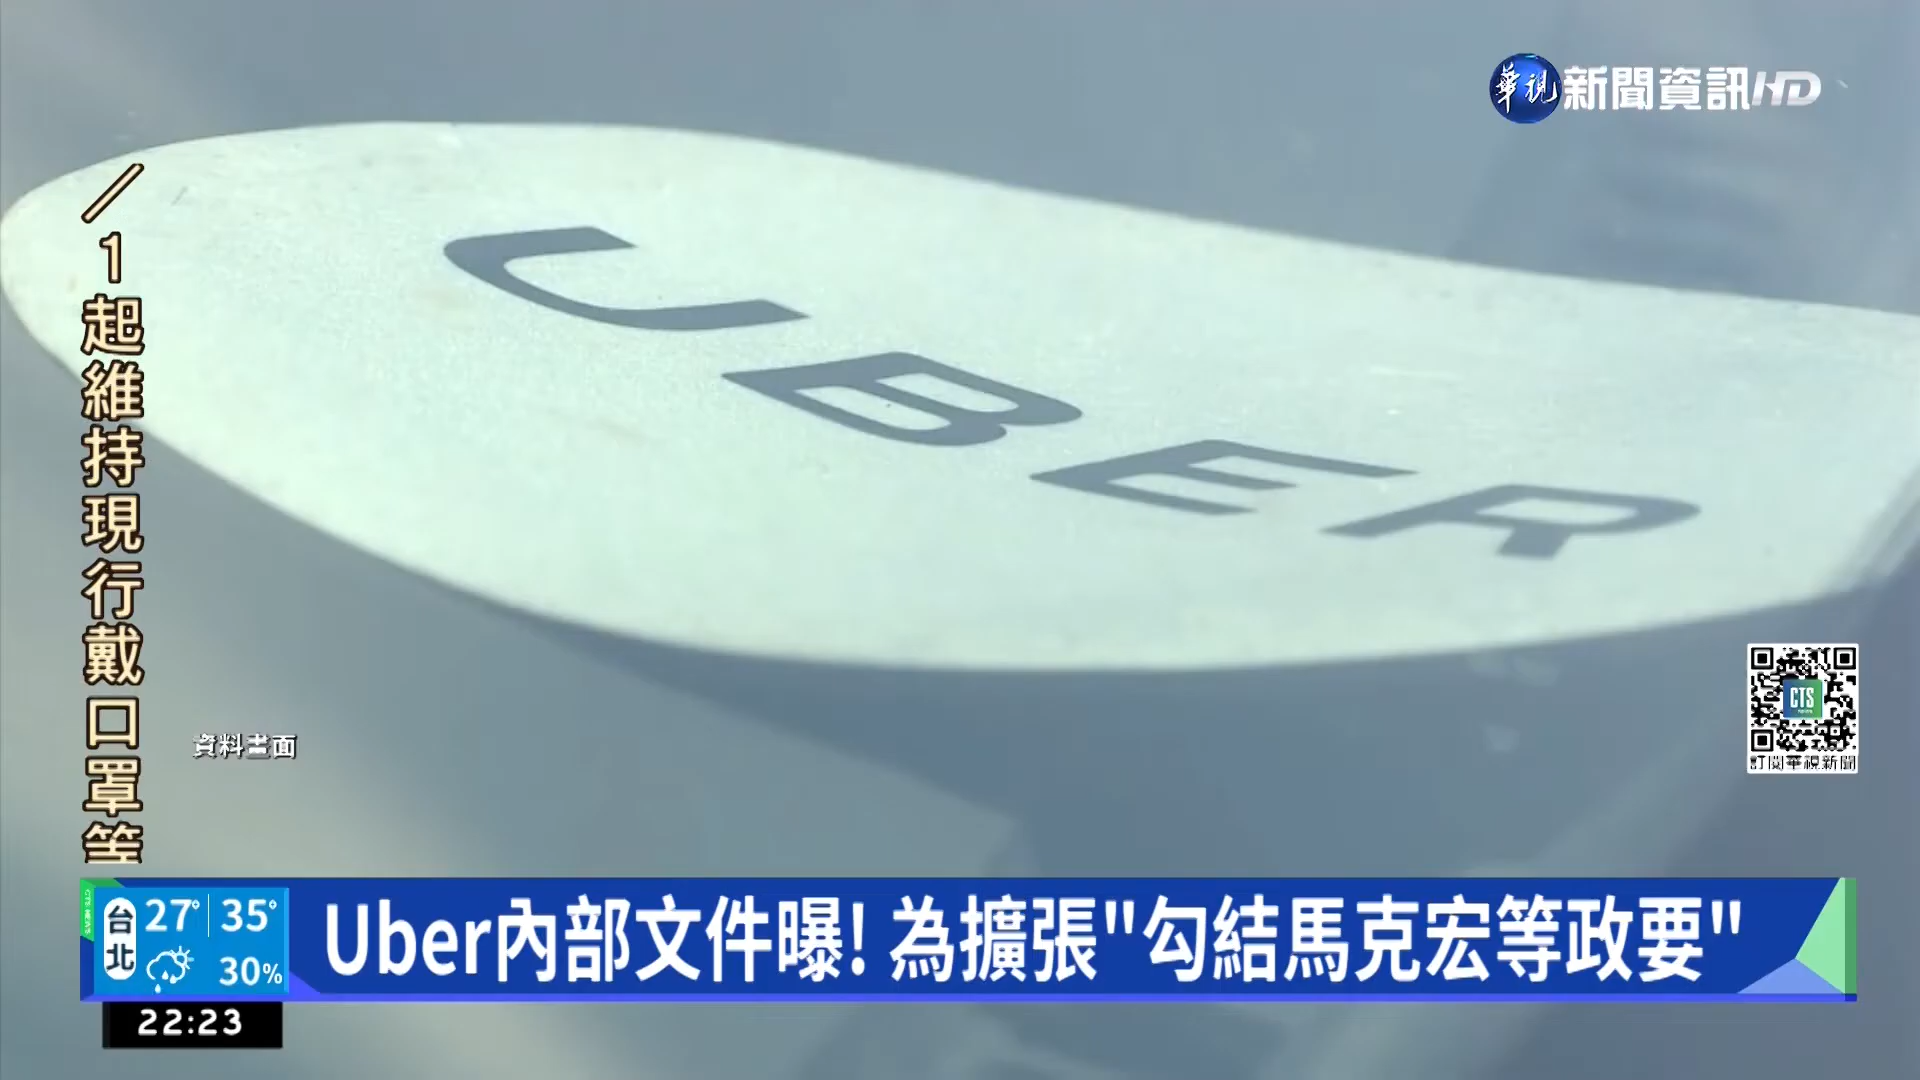 華視新聞資訊HD
UBER
/1起維持現行戴口罩等
資料畫面
CTS
訂閱華視新聞
台北
27° 35°
30%
Uber內部文件曝! 為擴張"勾結馬克宏等政要"
22:23